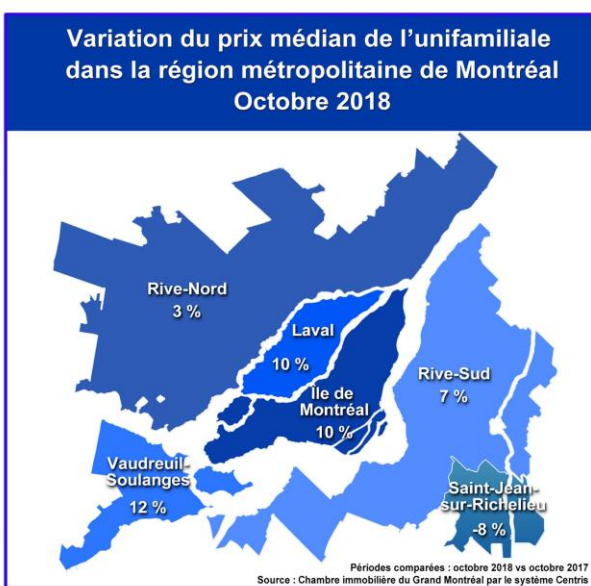 Variation du prix médian de l’unifamiliale
dans la région métropolitaine de Montréal
Octobre 2018
Rive-Nord
3 %
Laval
10 %
Île de
Montréal
10 %
Rive-Sud
7 %
Vaudreuil-
Soulanges
12 %
Saint-Jean-
sur-Richelieu
-8 %
Périodes comparées : octobre 2018 vs octobre 2017
Source : Chambre immobilière du Grand Montréal par le système Centris